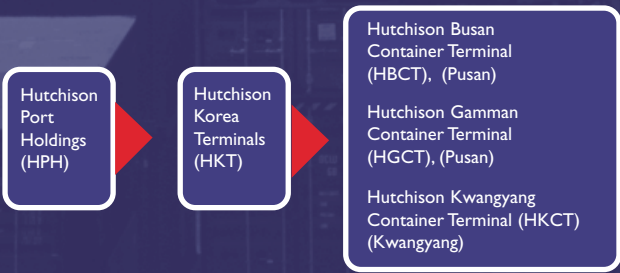 Hutchison
Port
Holdings
(HPH)
Hutchison
Korea
Terminals
(HKT)
Hutchison Busan
Container Terminal
(HBCT), (Pusan)
Hutchison Gamman
Container Terminal
(HGCT), (Pusan)
Hutchison Kwangyang
Container Terminal (HKCT)
(Kwangyang)